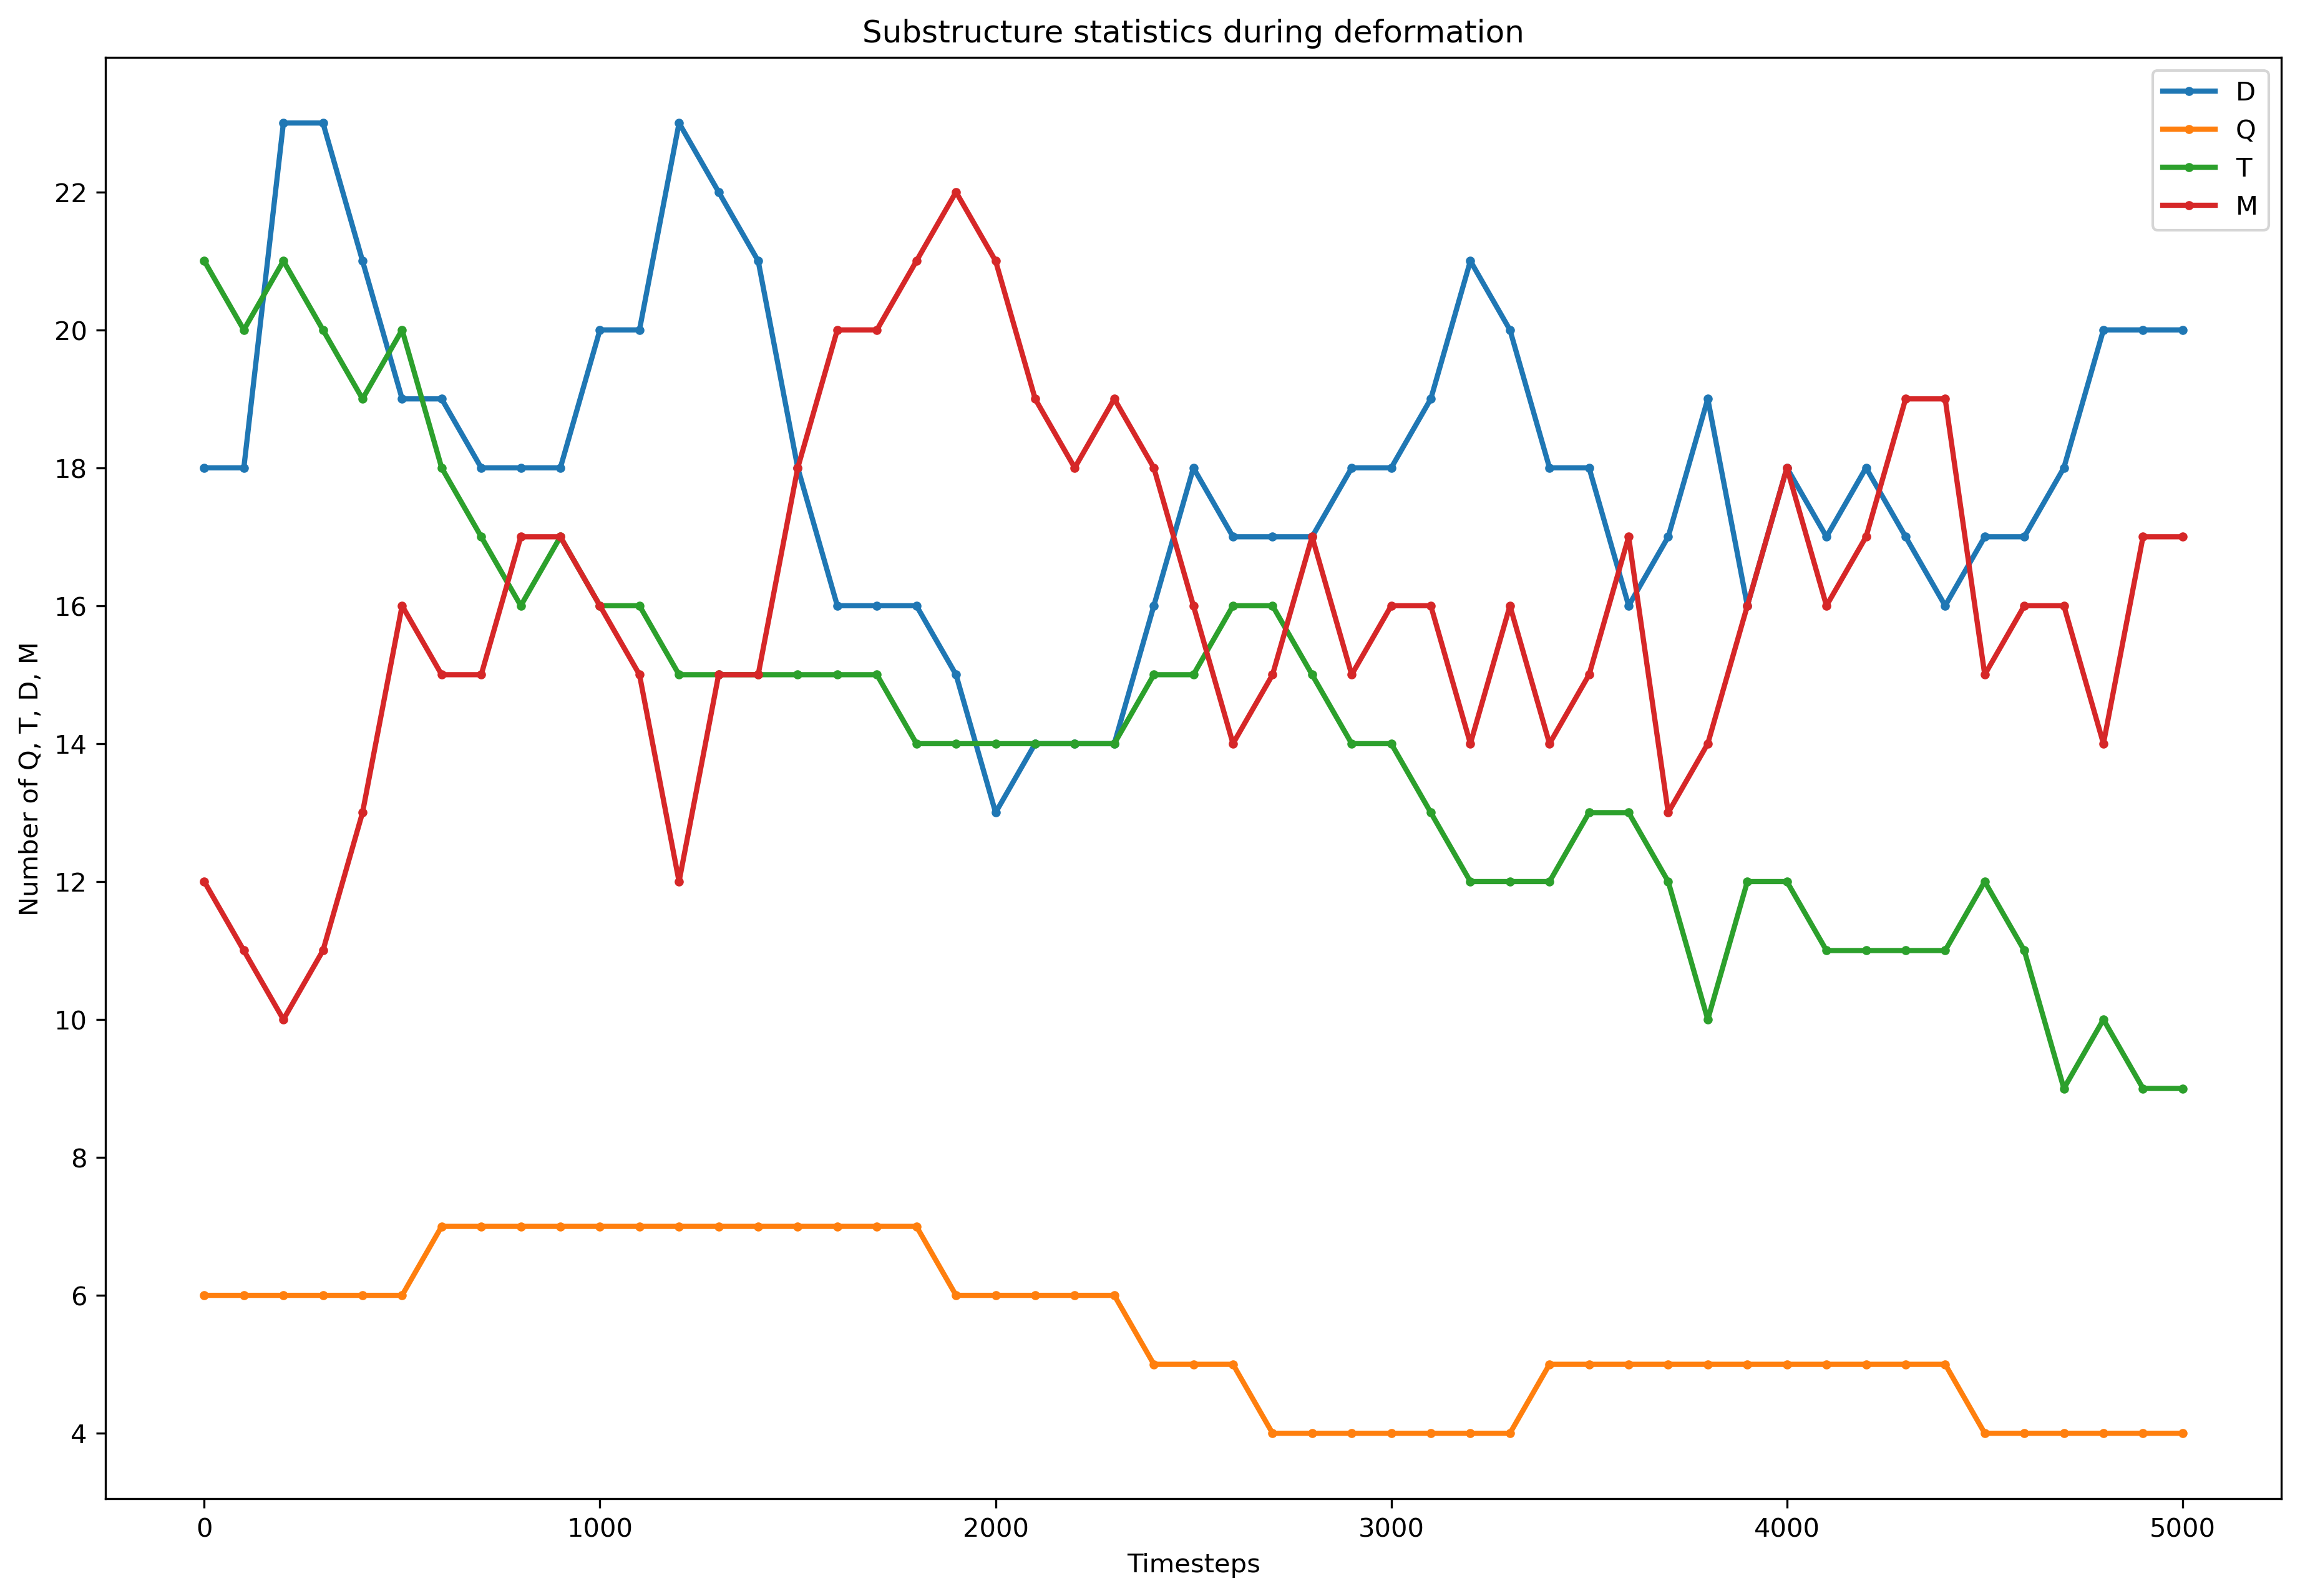 Substructure statistics during deformation
D
Q
T
M
22
20
18
16
14
12
10
8
6
4
Number of Q, T, D, M
0 1000 2000 3000 4000 5000
Timesteps